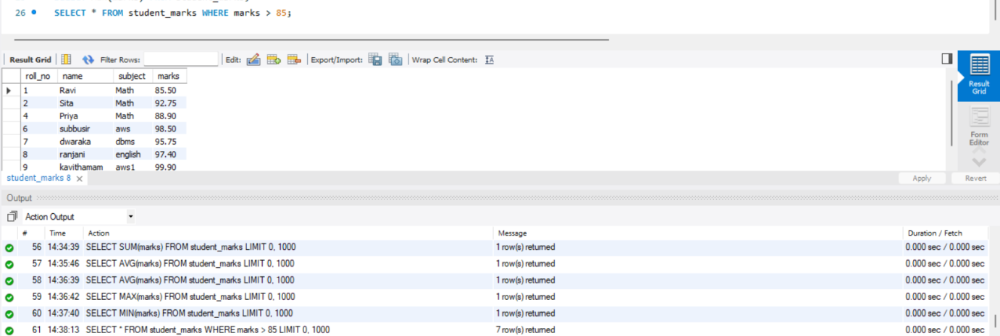 26 SELECT * FROM student_marks WHERE marks > 85;
Result Grid Filter Rows: Edit: Export/Import: Wrap Cell Content:
roll_no name subject marks
1 Ravi Math 85.50
2 Sita Math 92.75
4 Priya Math 88.90
6 subbusir aws 98.50
7 dwaraka dbms 95.75
8 ranjani english 97.40
9 kavithamam aws1 99.90
Result
Grid
Form
Editor
student_marks 8 Apply Revert
Output
Action Output
# Time Action Message Duration / Fetch
56 14:34:39 SELECT SUM(marks) FROM student_marks LIMIT 0, 1000 1 row(s) returned 0.000 sec / 0.000 sec
57 14:35:46 SELECT AVG(marks) FROM student_marks LIMIT 0, 1000 1 row(s) returned 0.000 sec / 0.000 sec
58 14:36:39 SELECT AVG(marks) FROM student_marks LIMIT 0, 1000 1 row(s) returned 0.000 sec / 0.000 sec
59 14:36:42 SELECT MAX(marks) FROM student_marks LIMIT 0, 1000 1 row(s) returned 0.000 sec / 0.000 sec
60 14:37:40 SELECT MIN(marks) FROM student_marks LIMIT 0, 1000 1 row(s) returned 0.000 sec / 0.000 sec
61 14:38:13 SELECT * FROM student_marks WHERE marks > 85 LIMIT 0, 1000 7 row(s) returned 0.000 sec / 0.000 sec